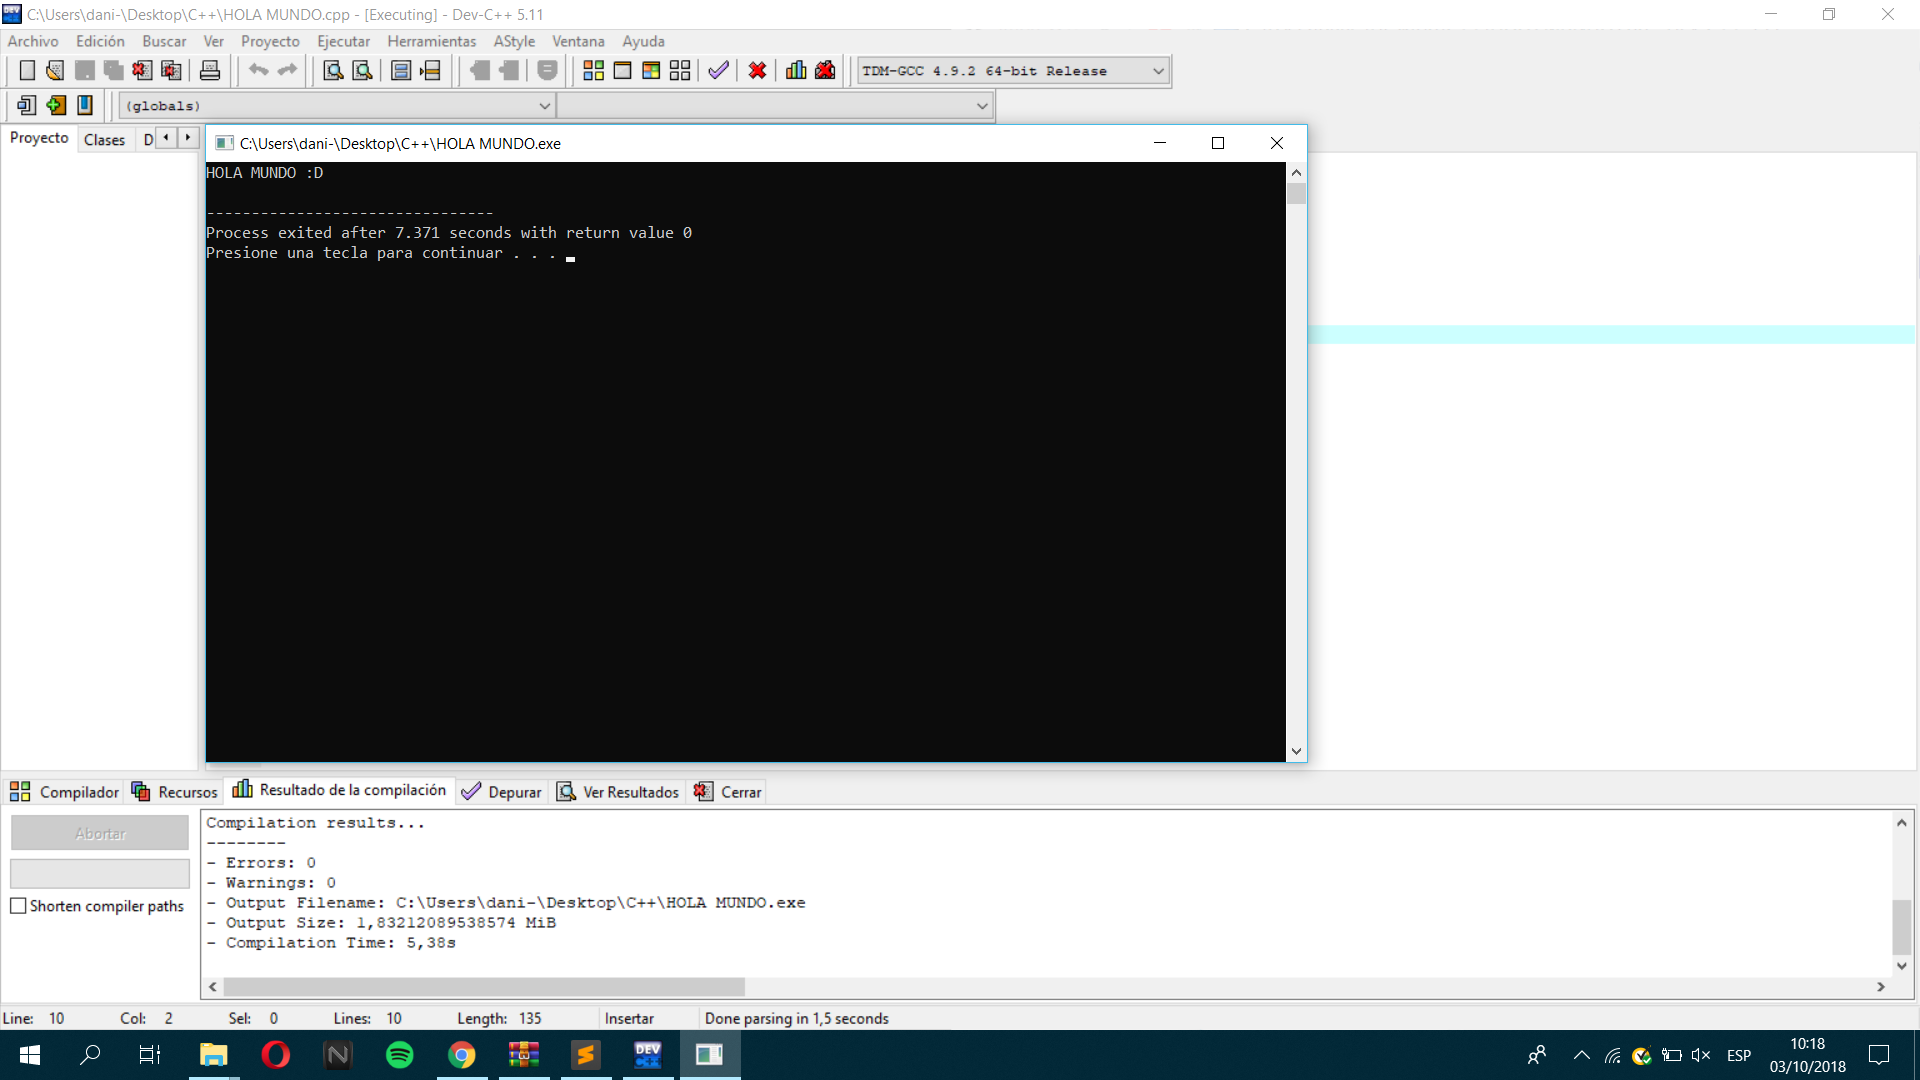 C:\Users\dani-\Desktop\C++\HOLA MUNDO.cpp - [Executing] - Dev-C++ 5.11
Archivo Edición Buscar Ver Proyecto Ejecutar Herramientas AStyle Ventana Ayuda
TDM-GCC 4.9.2 64-bit Release
(globals)
Proyecto Clases D
C:\Users\dani-\Desktop\C++\HOLA MUNDO.exe
HOLA MUNDO :D
--------------------------------
Process exited after 7.371 seconds with return value 0
Presione una tecla para continuar . . .
Compilador Recursos Resultado de la compilación Depurar Ver Resultados Cerrar
Abortar
Shorten compiler paths
Compilation results...
--------
- Errors: 0
- Warnings: 0
- Output Filename: C:\Users\dani-\Desktop\C++\HOLA MUNDO.exe
- Output Size: 1,83212089538574 MiB
- Compilation Time: 5,38s
Line: 10 Col: 2 Sel: 0 Lines: 10 Length: 135 Insertar Done parsing in 1,5 seconds
DEV
C++
ESP
10:18
03/10/2018